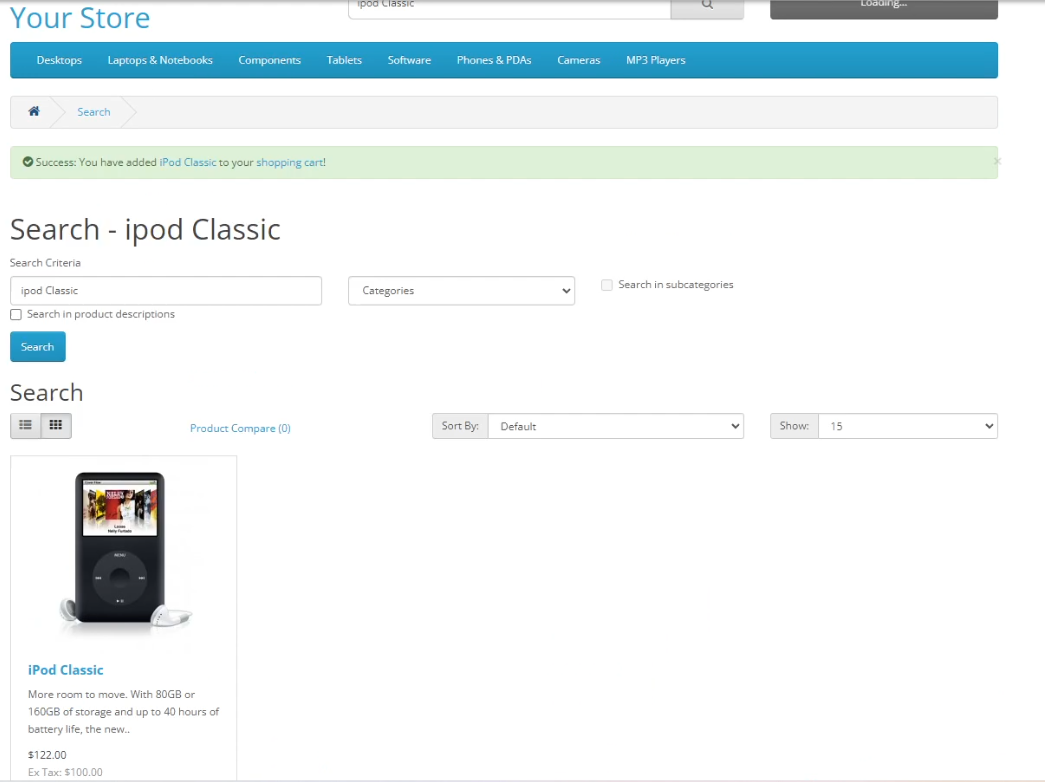 ipod Classic
Loading...
Your Store
Desktops Laptops & Notebooks Components Tablets Software Phones & PDAs Cameras MP3 Players
Search
Success: You have added iPod Classic to your shopping cart!
×
Search - ipod Classic
Search Criteria
ipod Classic
Categories
Search in subcategories
Search in product descriptions
Search
Search
Product Compare (0)
Sort By: Default
Show: 15
MENU
iPod Classic
More room to move. With 80GB or
160GB of storage and up to 40 hours of
battery life, the new..
$122.00
Ex Tax: $100.00